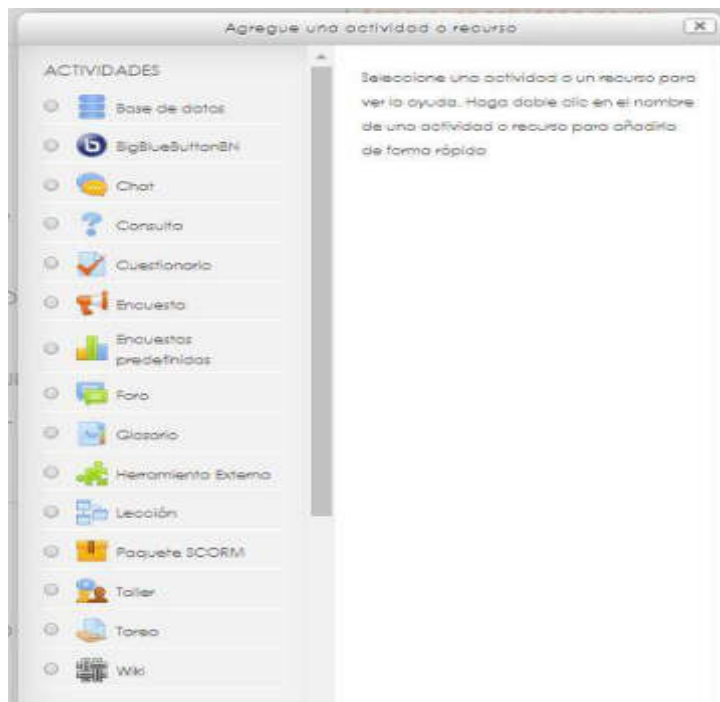 Agregue una actividad o recurso
ACTIVIDADES
Base de datos
BigBlueButtonBN
Chat
Consulta
Cuestionario
Encuesta
Encuestas
predefinidas
Foro
Glosario
Herramienta Externa
Lección
Paquete SCORM
Taller
Tarea
Wiki
Seleccione una actividad o un recurso para
ver la ayuda. Haga doble clic en el nombre
de una actividad o recurso para añadirla
de forma rápida